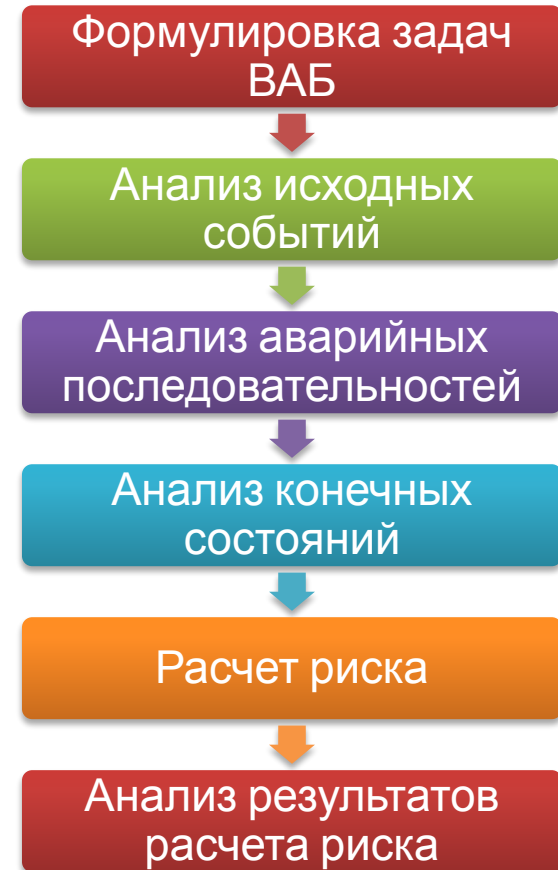 Формулировка задач
ВАБ
Анализ исходных
событий
Анализ аварийных
последовательностей
Анализ конечных
состояний
Расчет риска
Анализ результатов
расчета риска